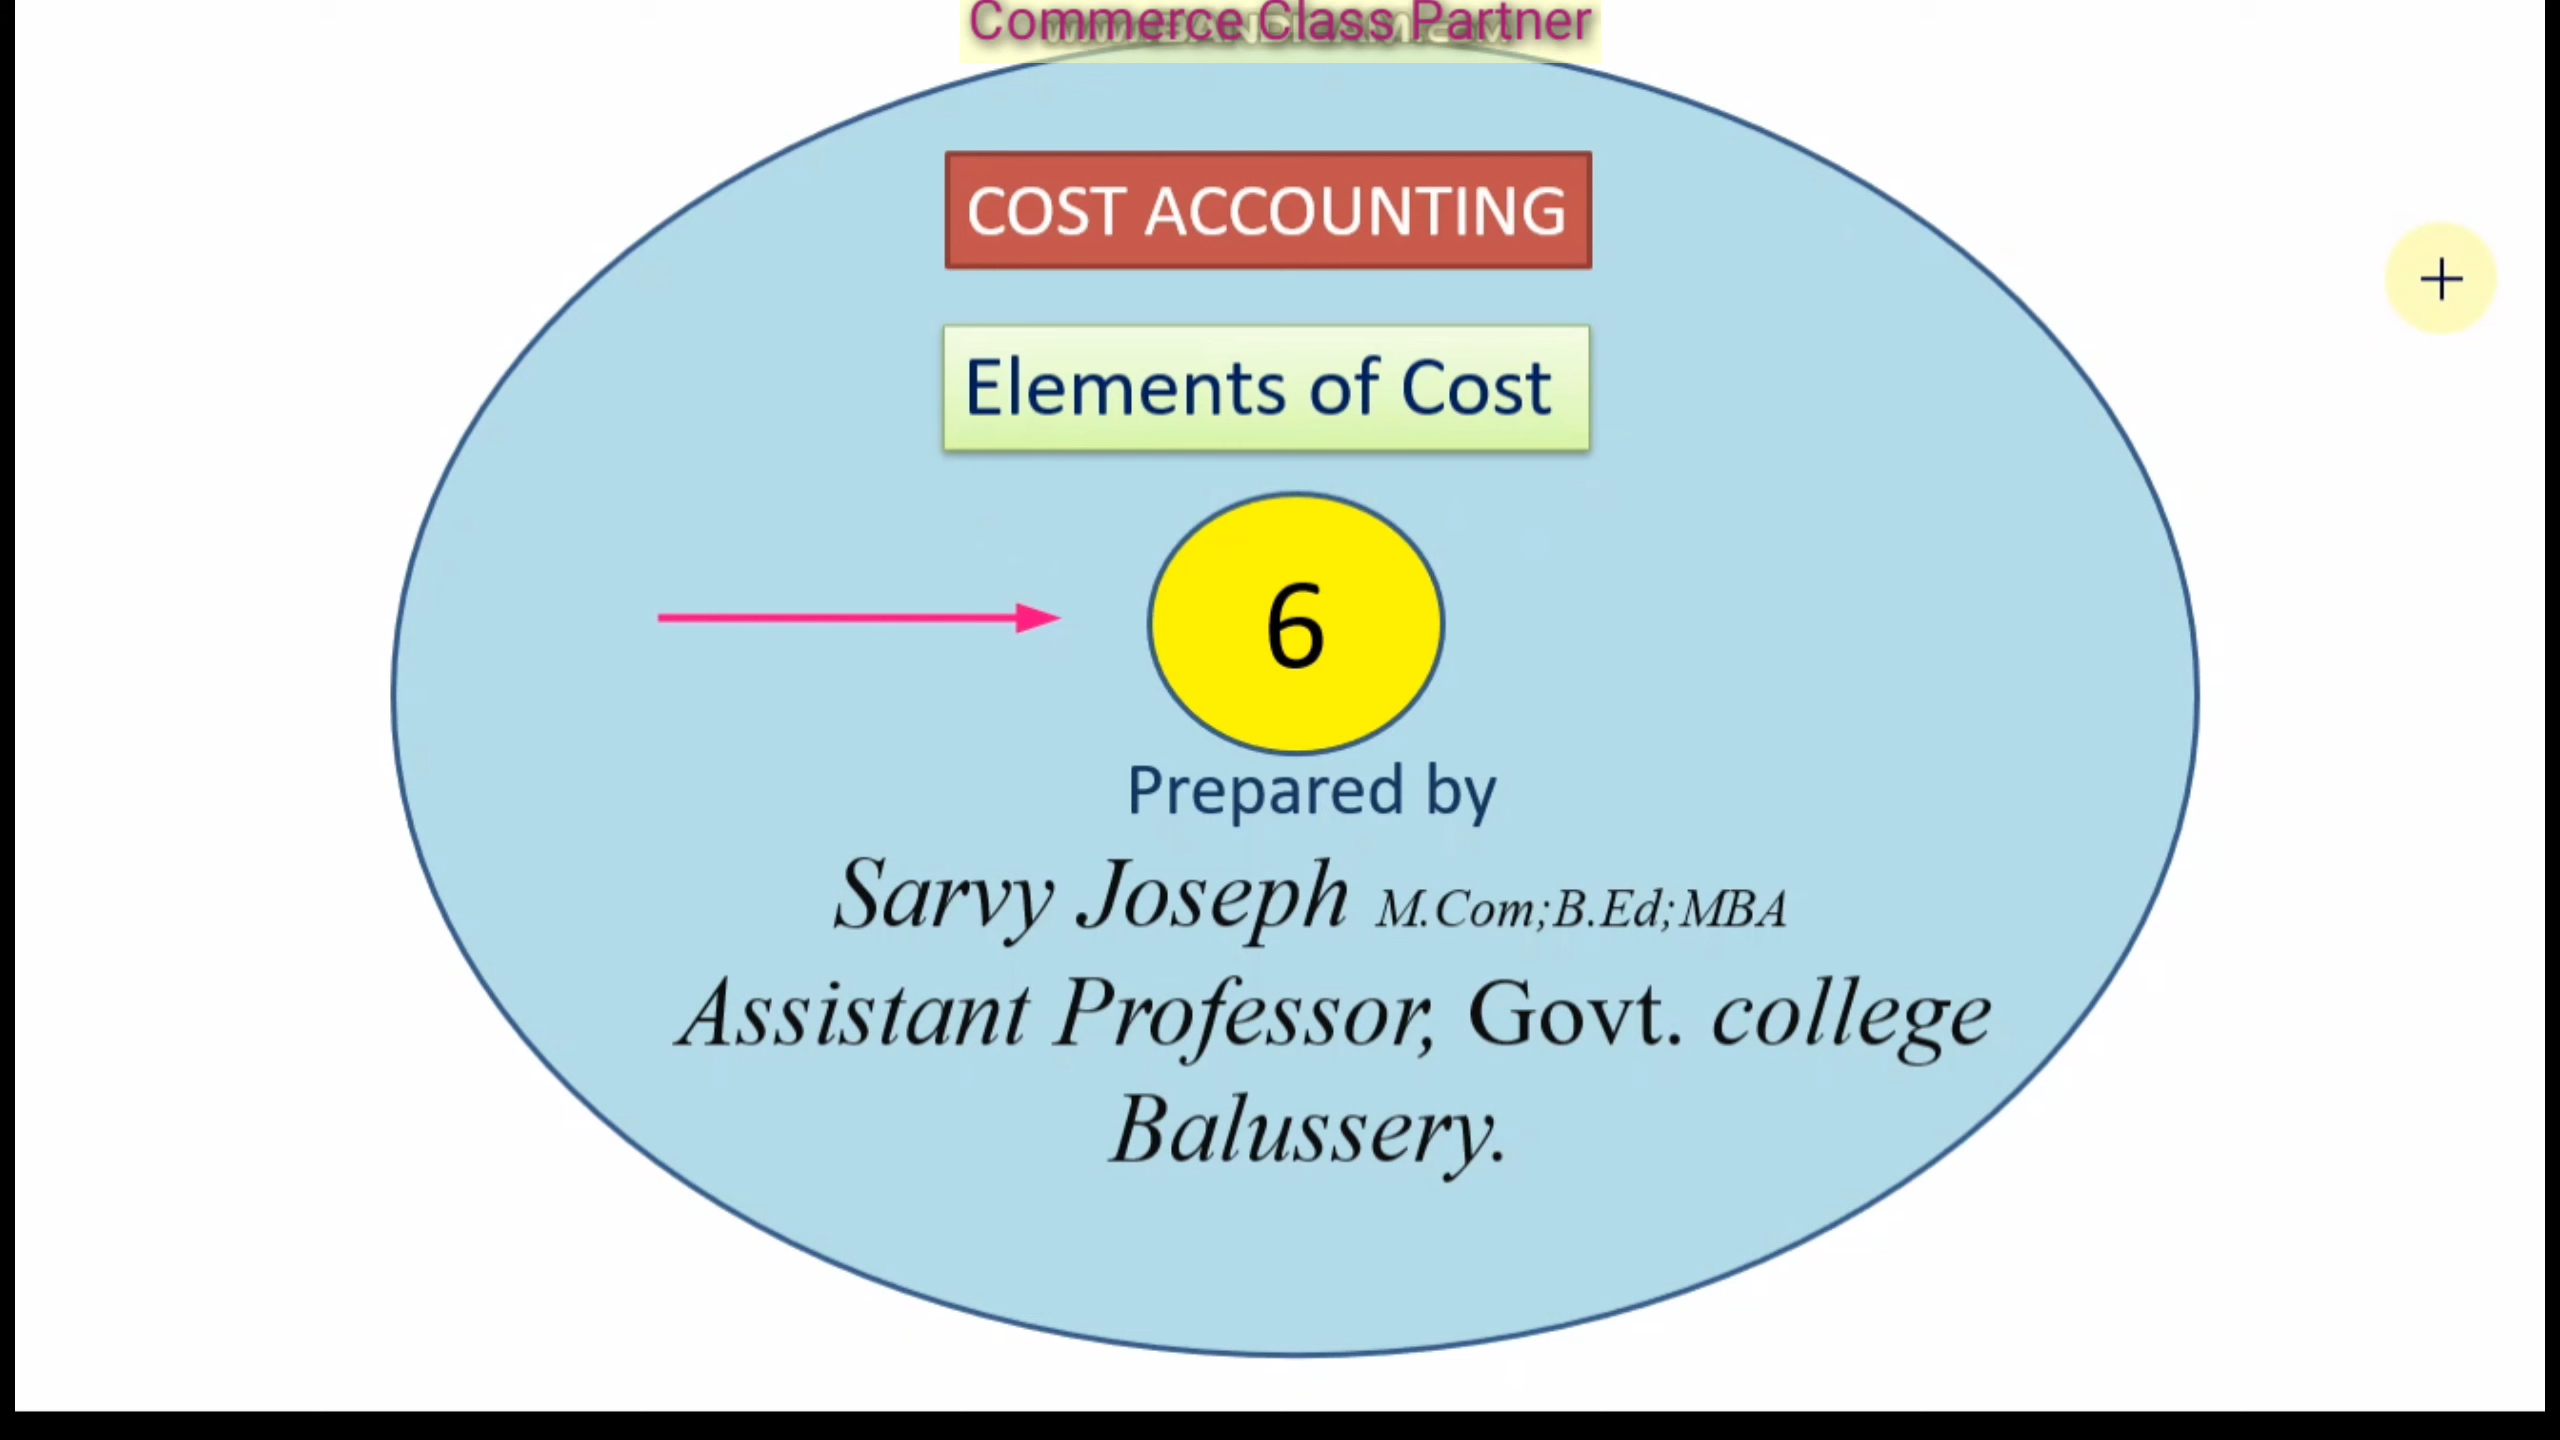 Commerce Class Partner
COST ACCOUNTING
Elements of Cost
6
Prepared by
Sarvy Joseph M.Com;B.Ed;MBA
Assistant Professor, Govt. college
Balussery.